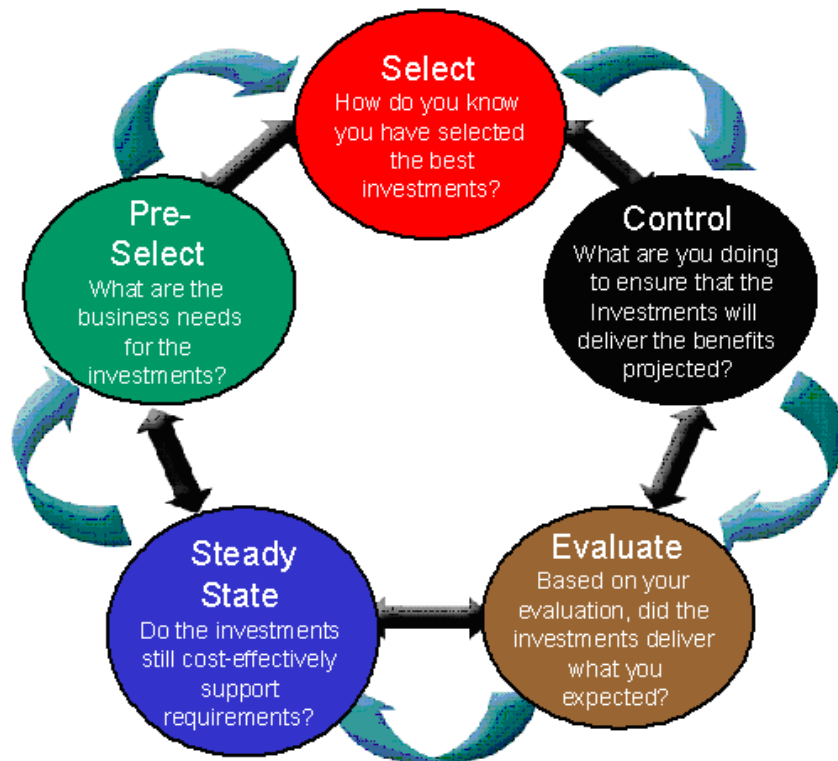 Select
How do you know
you have selected
the best
investments?
Pre-
Select
What are the
business needs
for the
investments?
Control
What are you doing
to ensure that the
Investments will
deliver the benefits
projected?
Steady
State
Do the investments
still cost-effectively
support
requirements?
Evaluate
Based on your
evaluation, did the
investments deliver
what you
expected?